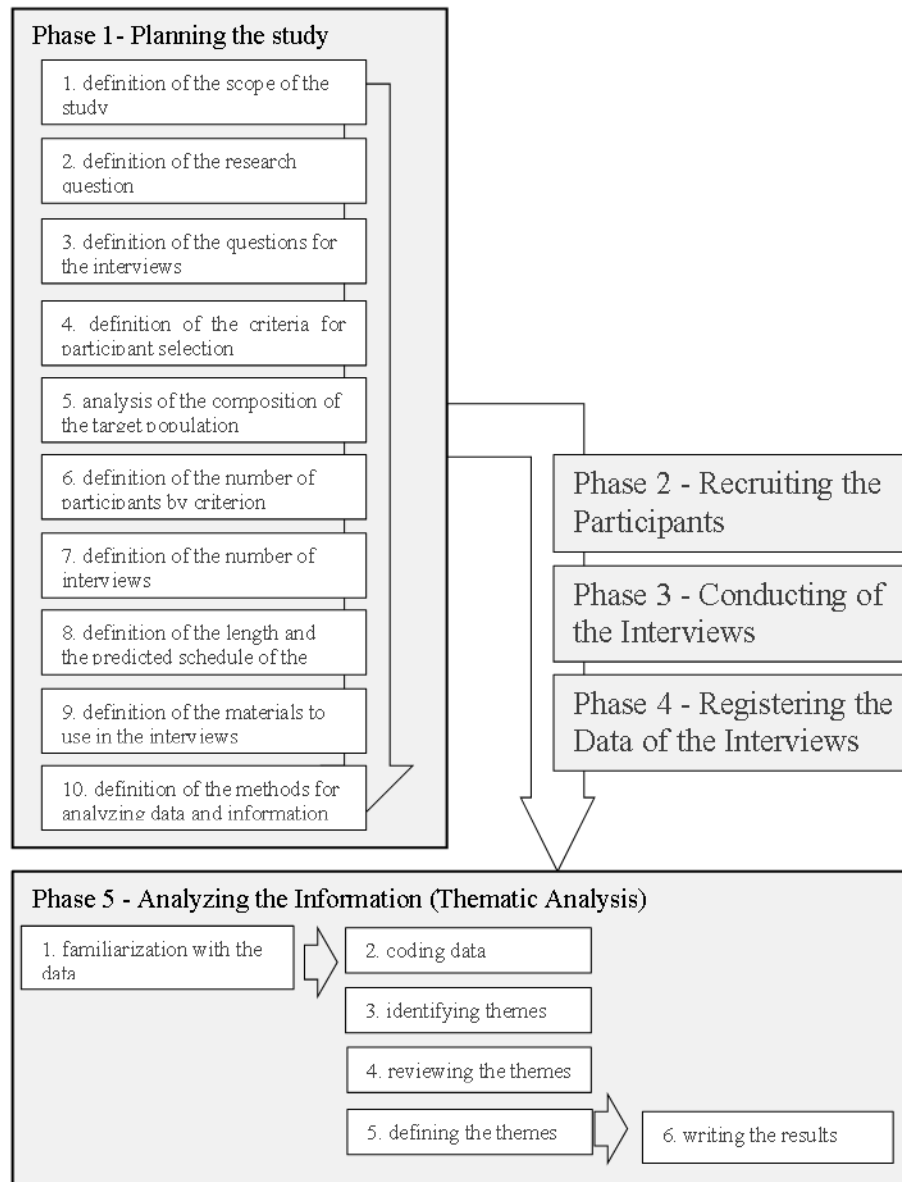 Phase 1- Planning the study
1. definition of the scope of the
study
2. definition of the research
question
3. definition of the questions for
the interviews
4. definition of the criteria for
participant selection
5. analysis of the composition of
the target population
6. definition of the number of
participants by criterion
7. definition of the number of
interviews
8. definition of the length and
the predicted schedule of the
9. definition of the materials to
use in the interviews
10. definition of the methods for
analyzing data and information
Phase 2 - Recruiting the
Participants
Phase 3 - Conducting of
the Interviews
Phase 4 - Registering the
Data of the Interviews
Phase 5 - Analyzing the Information (Thematic Analysis)
1. familiarization with the
data
2. coding data
3. identifying themes
4. reviewing the themes
5. defining the themes
6. writing the results